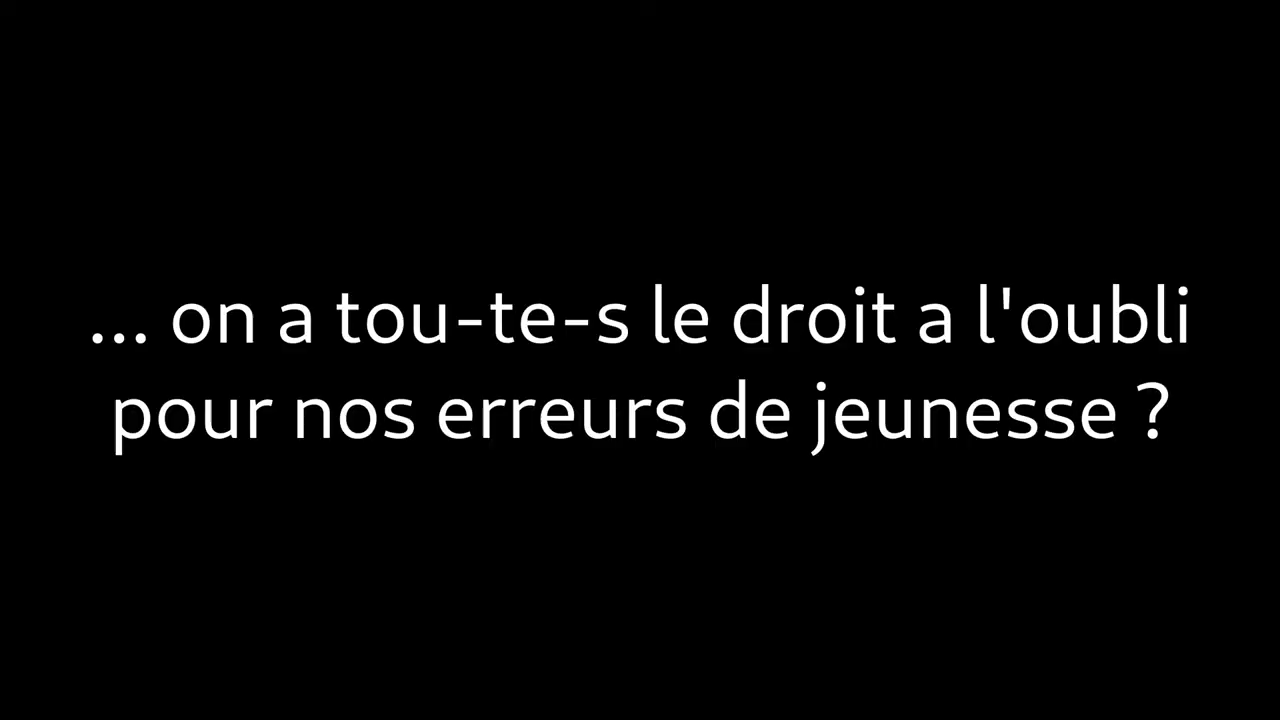 ... on a tou-te-s le droit a l'oubli
pour nos erreurs de jeunesse ?